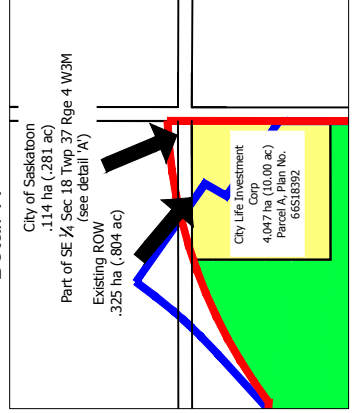 City of Saskatoon
.114 ha (.281 ac)
Part of SE ¼ Sec 18 Twp 37 Rge 4 W3M
(see detail 'A')
Existing ROW
.325 ha (.804 ac)
City Life Investment
Corp
4.047 ha (10.00 ac)
Parcel A, Plan No.
66S18392